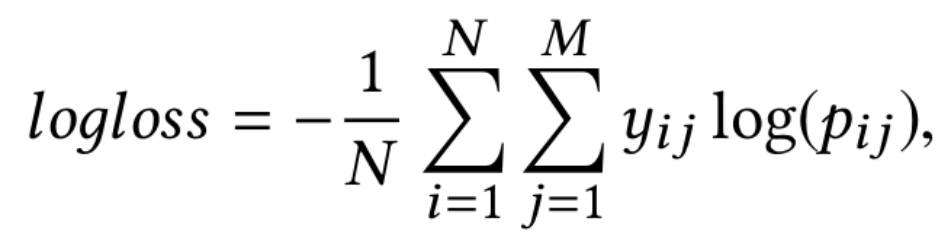 logloss = -\frac{1}{N} \sum_{i=1}^{N} \sum_{j=1}^{M} y_{ij} \log(p_{ij}),